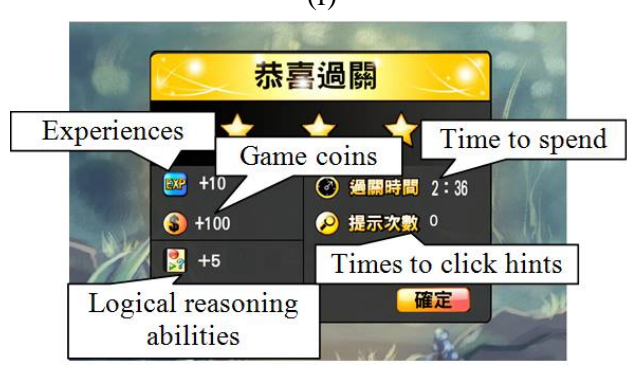 (f)
恭喜過關
Experiences
Game coins
Time to spend
EXP +10
過關時間 2:36
$ +100
提示次數 0
+5
Times to click hints
Logical reasoning
abilities
確定